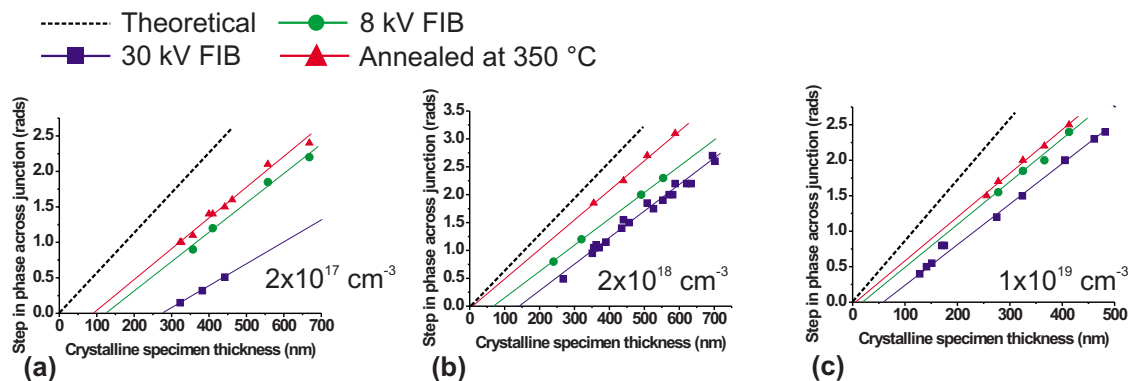 Theoretical
8 kV FIB
30 kV FIB
Annealed at 350 °C
Step in phase across junction (rads)
2.5
2.0
1.5
1.0
0.5
0.0
0 100 200 300 400 500 600 700
2x10¹⁷ cm⁻³
Crystalline specimen thickness (nm)
(a)
Step in phase across junction (rads)
3.5
3.0
2.5
2.0
1.5
1.0
0.5
0.0
0 100 200 300 400 500 600 700
2x10¹⁸ cm⁻³
Crystalline specimen thickness (nm)
(b)
Step in phase across junction (rads)
2.5
2.0
1.5
1.0
0.5
0.0
0 100 200 300 400 500
1x10¹⁹ cm⁻³
Crystalline specimen thickness (nm)
(c)